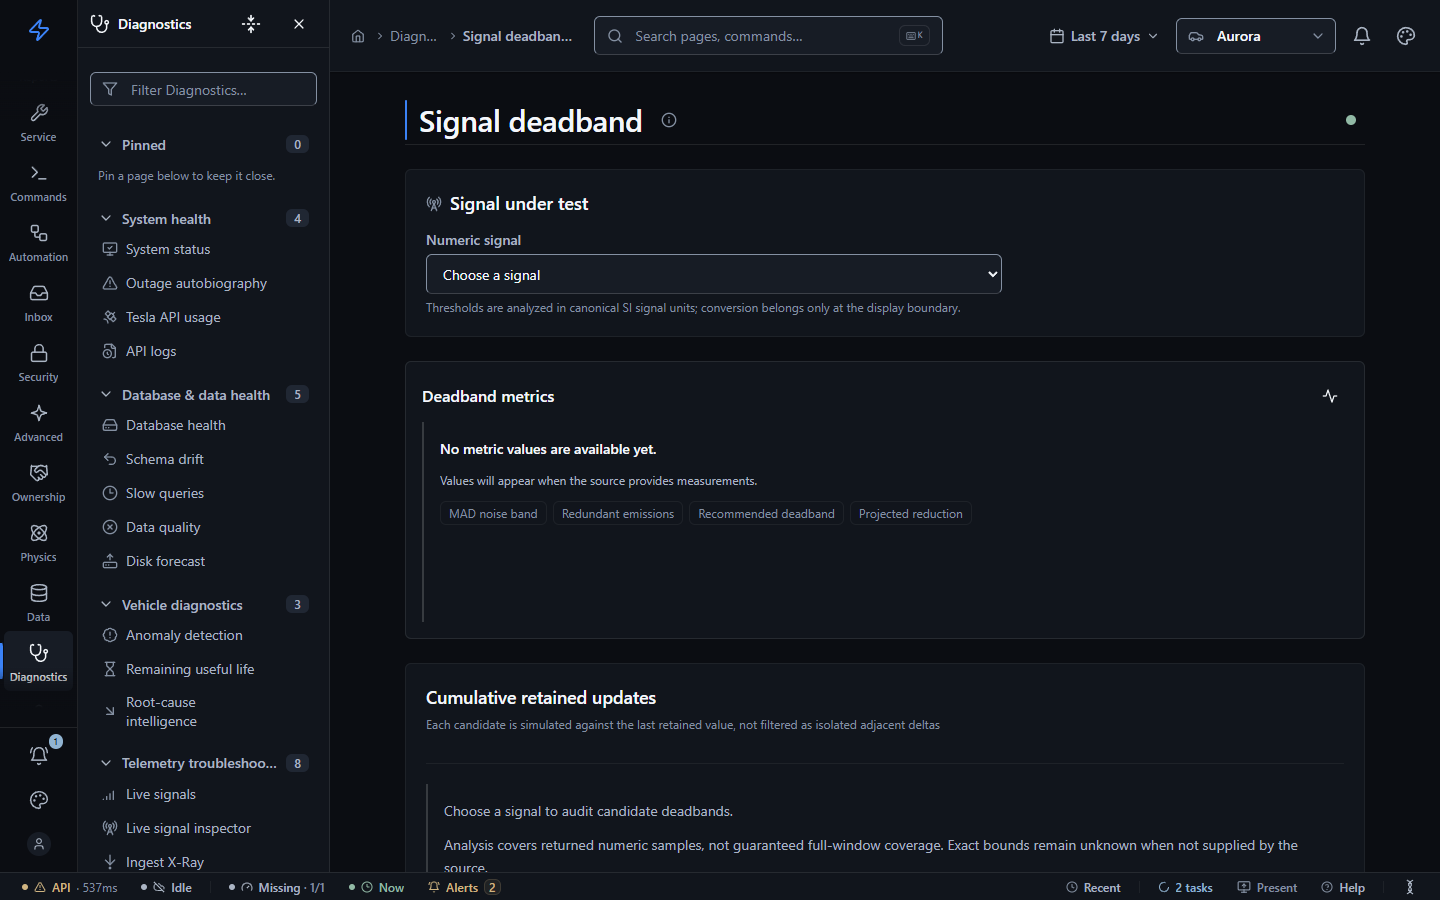 Service
Commands
Automation
Inbox
Security
Advanced
Ownership
Physics
Data
Diagnostics
1
Diagnostics
Filter Diagnostics...
Pinned 0
Pin a page below to keep it close.
System health 4
System status
Outage autobiography
Tesla API usage
API logs
Database & data health 5
Database health
Schema drift
Slow queries
Data quality
Disk forecast
Vehicle diagnostics 3
Anomaly detection
Remaining useful life
Root-cause
intelligence
Telemetry troubleshoo... 8
Live signals
Live signal inspector
Ingest X-Ray
Diagn... Signal deadban...
Search pages, commands... K
Last 7 days
Aurora
Signal deadband
Signal under test
Numeric signal
Choose a signal
Thresholds are analyzed in canonical SI signal units; conversion belongs only at the display boundary.
Deadband metrics
No metric values are available yet.
Values will appear when the source provides measurements.
MAD noise band Redundant emissions Recommended deadband Projected reduction
Cumulative retained updates
Each candidate is simulated against the last retained value, not filtered as isolated adjacent deltas
Choose a signal to audit candidate deadbands.
Analysis covers returned numeric samples, not guaranteed full-window coverage. Exact bounds remain unknown when not supplied by the
source.
API · 537ms Idle Missing · 1/1 Now Alerts 2 Recent 2 tasks Present Help